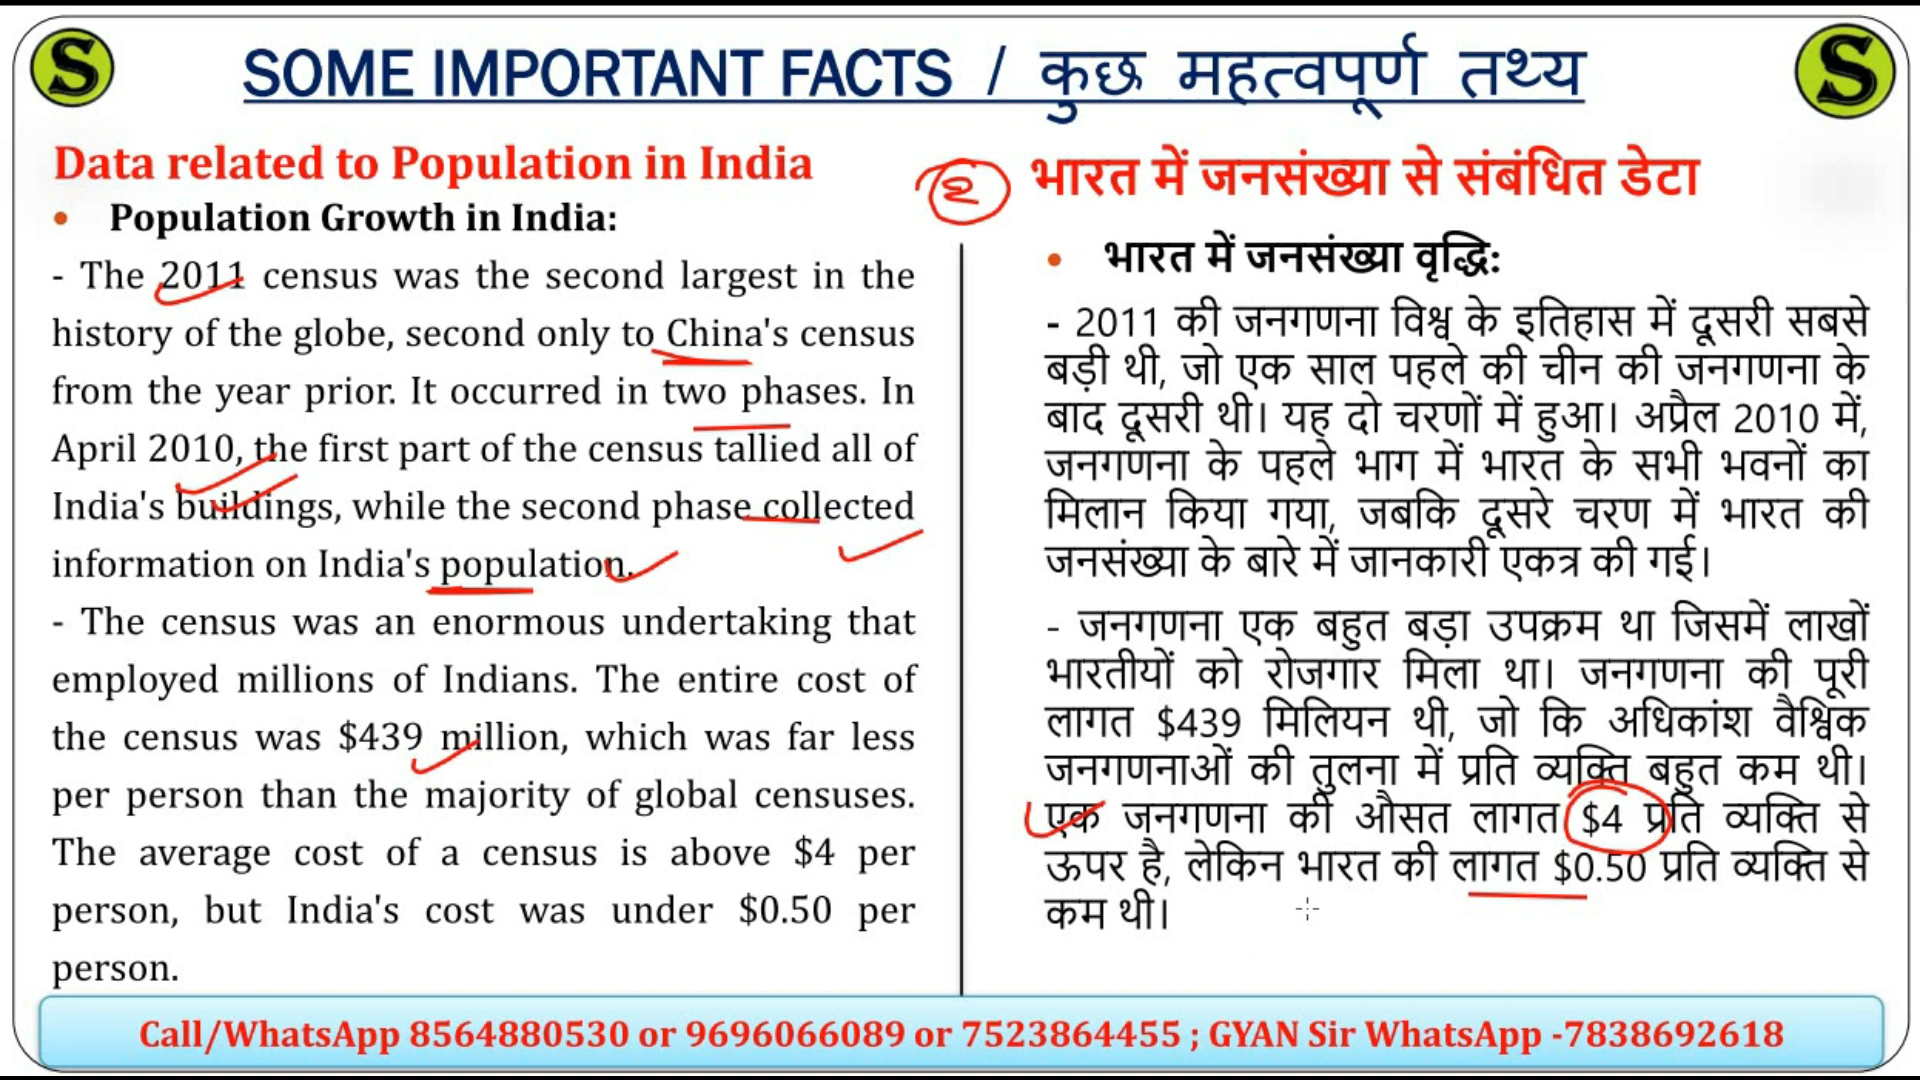 S
SOME IMPORTANT FACTS / कुछ महत्वपूर्ण तथ्य
S
Data related to Population in India
• Population Growth in India:
- The 2011 census was the second largest in the
history of the globe, second only to China's census
from the year prior. It occurred in two phases. In
April 2010, the first part of the census tallied all of
India's buildings, while the second phase collected
information on India's population.
- The census was an enormous undertaking that
employed millions of Indians. The entire cost of
the census was $439 million, which was far less
per person than the majority of global censuses.
The average cost of a census is above $4 per
person, but India's cost was under $0.50 per
person.
भारत में जनसंख्या से संबंधित डेटा
• भारत में जनसंख्या वृद्धि:
- 2011 की जनगणना विश्व के इतिहास में दूसरी सबसे
बड़ी थी, जो एक साल पहले की चीन की जनगणना के
बाद दूसरी थी। यह दो चरणों में हुआ। अप्रैल 2010 में,
जनगणना के पहले भाग में भारत के सभी भवनों का
मिलान किया गया, जबकि दूसरे चरण में भारत की
जनसंख्या के बारे में जानकारी एकत्र की गई।
- जनगणना एक बहुत बड़ा उपक्रम था जिसमें लाखों
भारतीयों को रोजगार मिला था। जनगणना की पूरी
लागत $439 मिलियन थी, जो कि अधिकांश वैश्विक
जनगणनाओं की तुलना में प्रति व्यक्ति बहुत कम थी।
एक जनगणना की औसत लागत $4 प्रति व्यक्ति से
ऊपर है, लेकिन भारत की लागत $0.50 प्रति व्यक्ति से
कम थी।
Call/WhatsApp 8564880530 or 9696066089 or 7523864455 ; GYAN Sir WhatsApp -7838692618